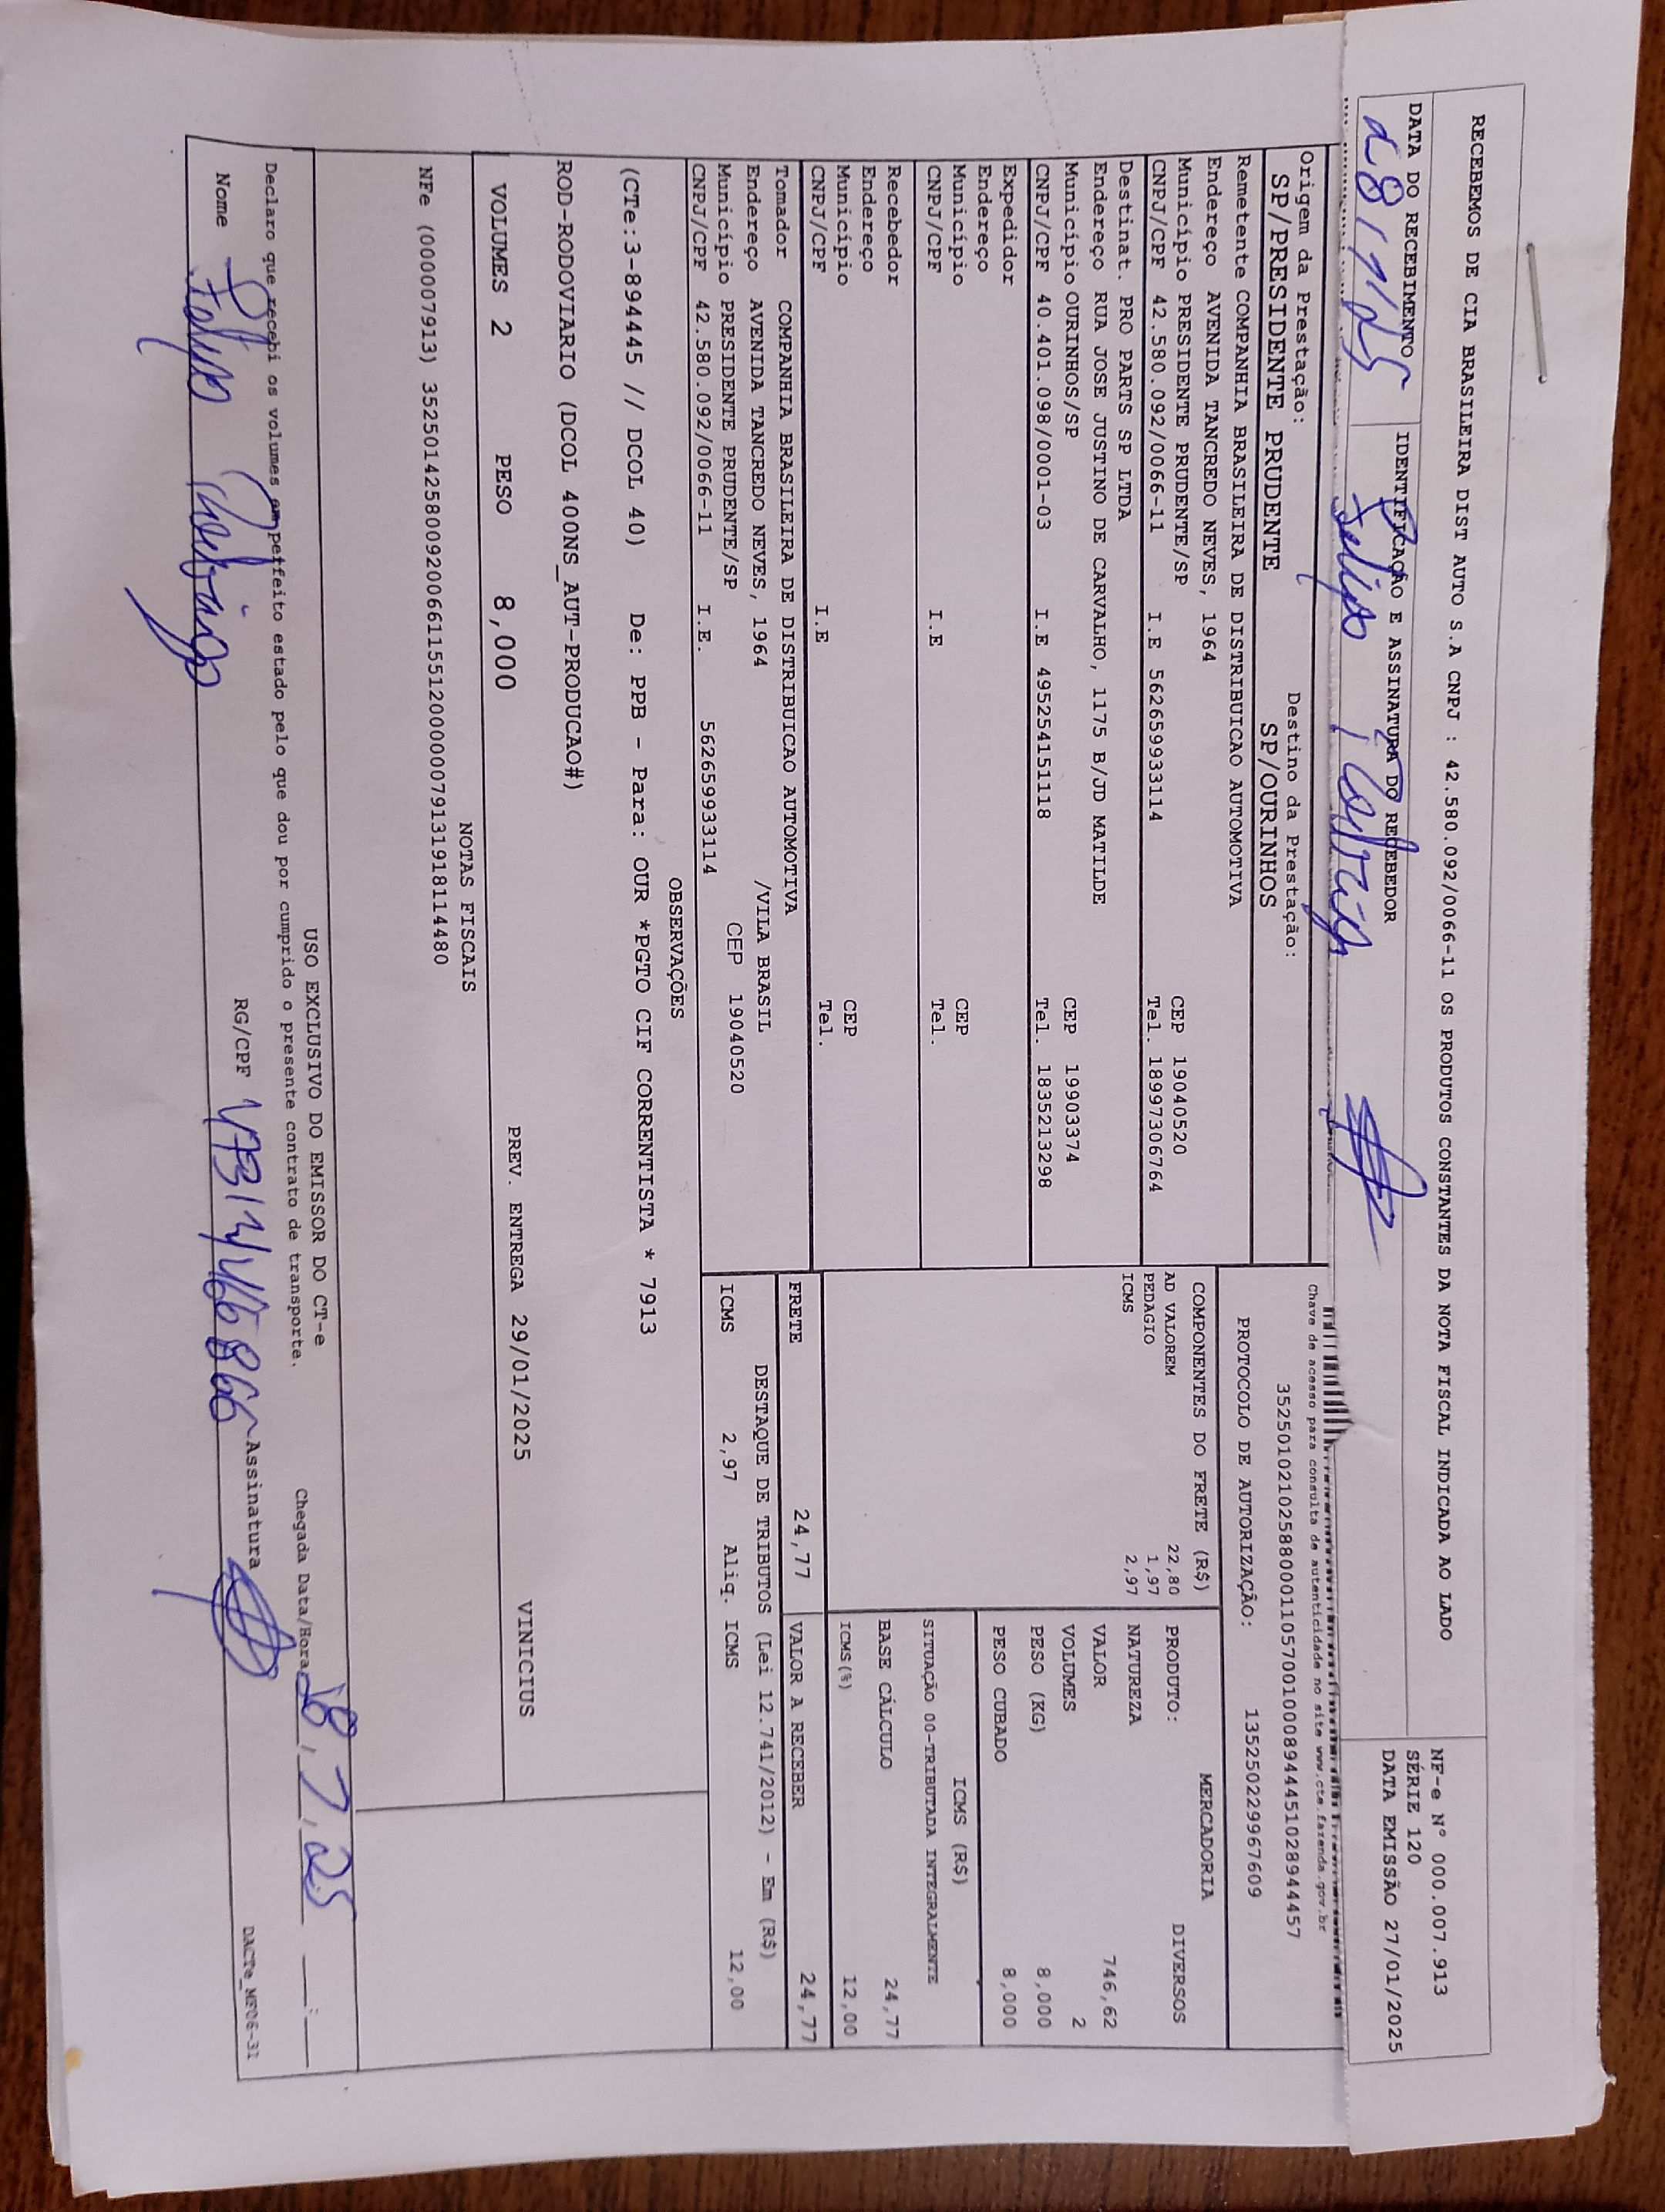 RECEBEMOS DE CIA BRASILEIRA DIST AUTO S.A CNPJ : 42.580.092/0066-11 OS PRODUTOS CONSTANTES DA NOTA FISCAL INDICADA AO LADO
NF-e Nº 000.007.913
SÉRIE 120
DATA EMISSÃO 27/01/2025
DATA DO RECEBIMENTO
IDENTIFICAÇÃO E ASSINATURA DO RECEBEDOR
28/1/25
Felipe Rodrigo
Chave de acesso para consulta de autenticidade no site www.cte.fazenda.gov.br
Origem da Prestação:
Destino da Prestação:
SP/PRESIDENTE PRUDENTE
SP/OURINHOS
PROTOCOLO DE AUTORIZAÇÃO: 135250229967609
Remetente COMPANHIA BRASILEIRA DE DISTRIBUICAO AUTOMOTIVA
Endereço AVENIDA TANCREDO NEVES, 1964
Município PRESIDENTE PRUDENTE/SP CEP 19040520
CNPJ/CPF 42.580.092/0066-11 I.E 562659933114 Tel. 18997306764
Destinat. PRO PARTS SP LTDA
Endereço RUA JOSE JUSTINO DE CARVALHO, 1175 B/JD MATILDE
Município OURINHOS/SP CEP 19903374
CNPJ/CPF 40.401.098/0001-03 I.E 495254151118 Tel. 1835213298
Expedidor
Endereço
Município CEP
CNPJ/CPF I.E Tel.
Recebedor
Endereço
Município CEP
CNPJ/CPF I.E Tel.
Tomador COMPANHIA BRASILEIRA DE DISTRIBUICAO AUTOMOTIVA
Endereço AVENIDA TANCREDO NEVES, 1964 /VILA BRASIL
Município PRESIDENTE PRUDENTE/SP CEP 19040520
CNPJ/CPF 42.580.092/0066-11 I.E. 562659933114
COMPONENTES DO FRETE (R$)
AD VALOREM 22,80
PEDAGIO 1,97
ICMS 2,97
MERCADORIA
PRODUTO: DIVERSOS
NATUREZA
VALOR 746,62
VOLUMES 2
PESO (KG) 8,000
PESO CUBADO 8,000
ICMS (R$)
SITUAÇÃO 00-TRIBUTADA INTEGRALMENTE
BASE CÁLCULO 24,77
ICMS(%) 12,00
FRETE 24,77
VALOR A RECEBER 24,77
DESTAQUE DE TRIBUTOS (Lei 12.741/2012) - Em (R$)
ICMS 2,97 Aliq. ICMS 12,00
OBSERVAÇÕES
(CTe:3-894445 // DCOL 40) De: PPB - Para: OUR *PGTO CIF CORRENTISTA * 7913
ROD-RODOVIARIO (DCOL 400NS_AUT-PRODUCAO#)
VOLUMES 2 PESO 8,000 PREV. ENTREGA 29/01/2025 VINICIUS
NOTAS FISCAIS
USO EXCLUSIVO DO EMISSOR DO CT-e
Declaro que recebi os volumes em perfeito estado pelo que dou por cumprido o presente contrato de transporte.
Chegada Data/Hora 28,1,25 __:__
Nome Felipe Rodrigo RG/CPF Assinatura
DACTe_MF06-31